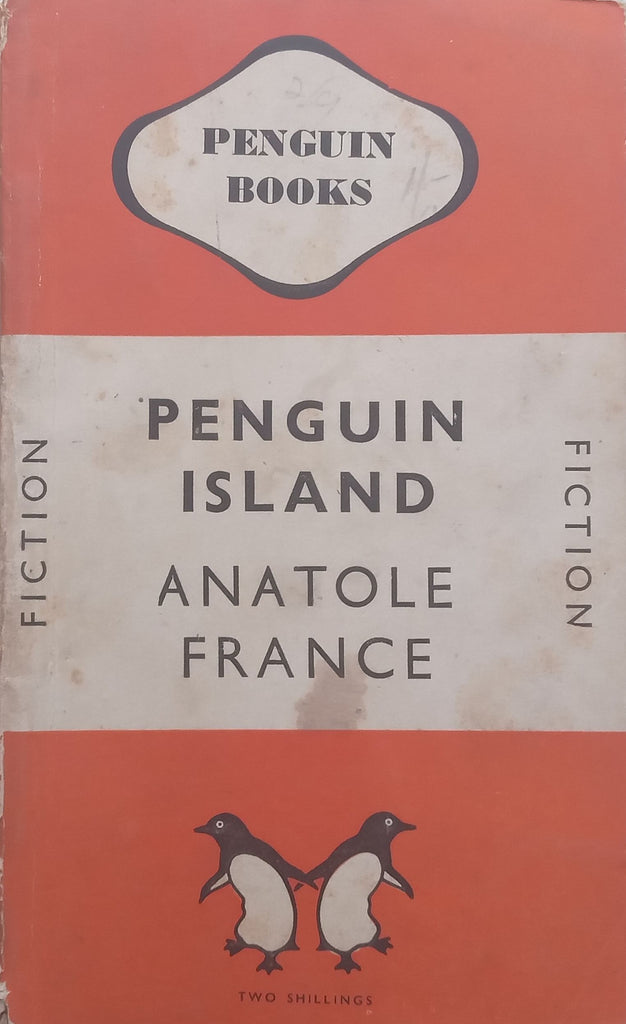 PENGUIN
BOOKS
PENGUIN
ISLAND
ANATOLE
FRANCE
FICTION
FICTION
TWO SHILLINGS